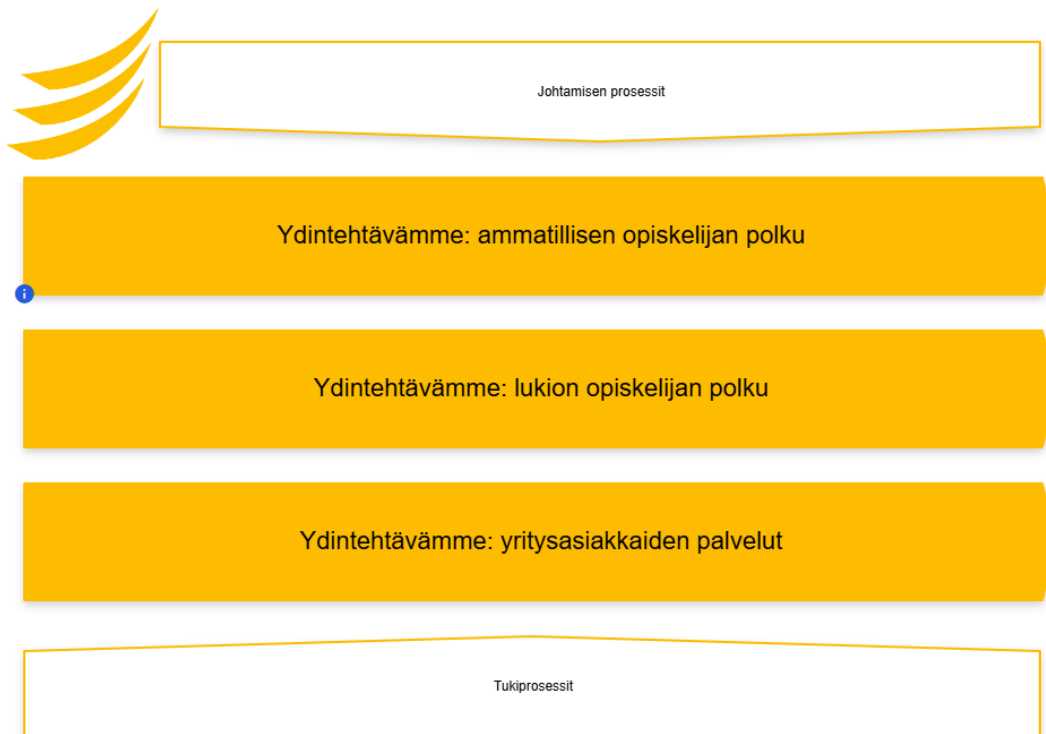 Johtamisen prosessit
Ydintehtävämme: ammatillisen opiskelijan polku
Ydintehtävämme: lukion opiskelijan polku
Ydintehtävämme: yritysasiakkaiden palvelut
Tukiprosessit